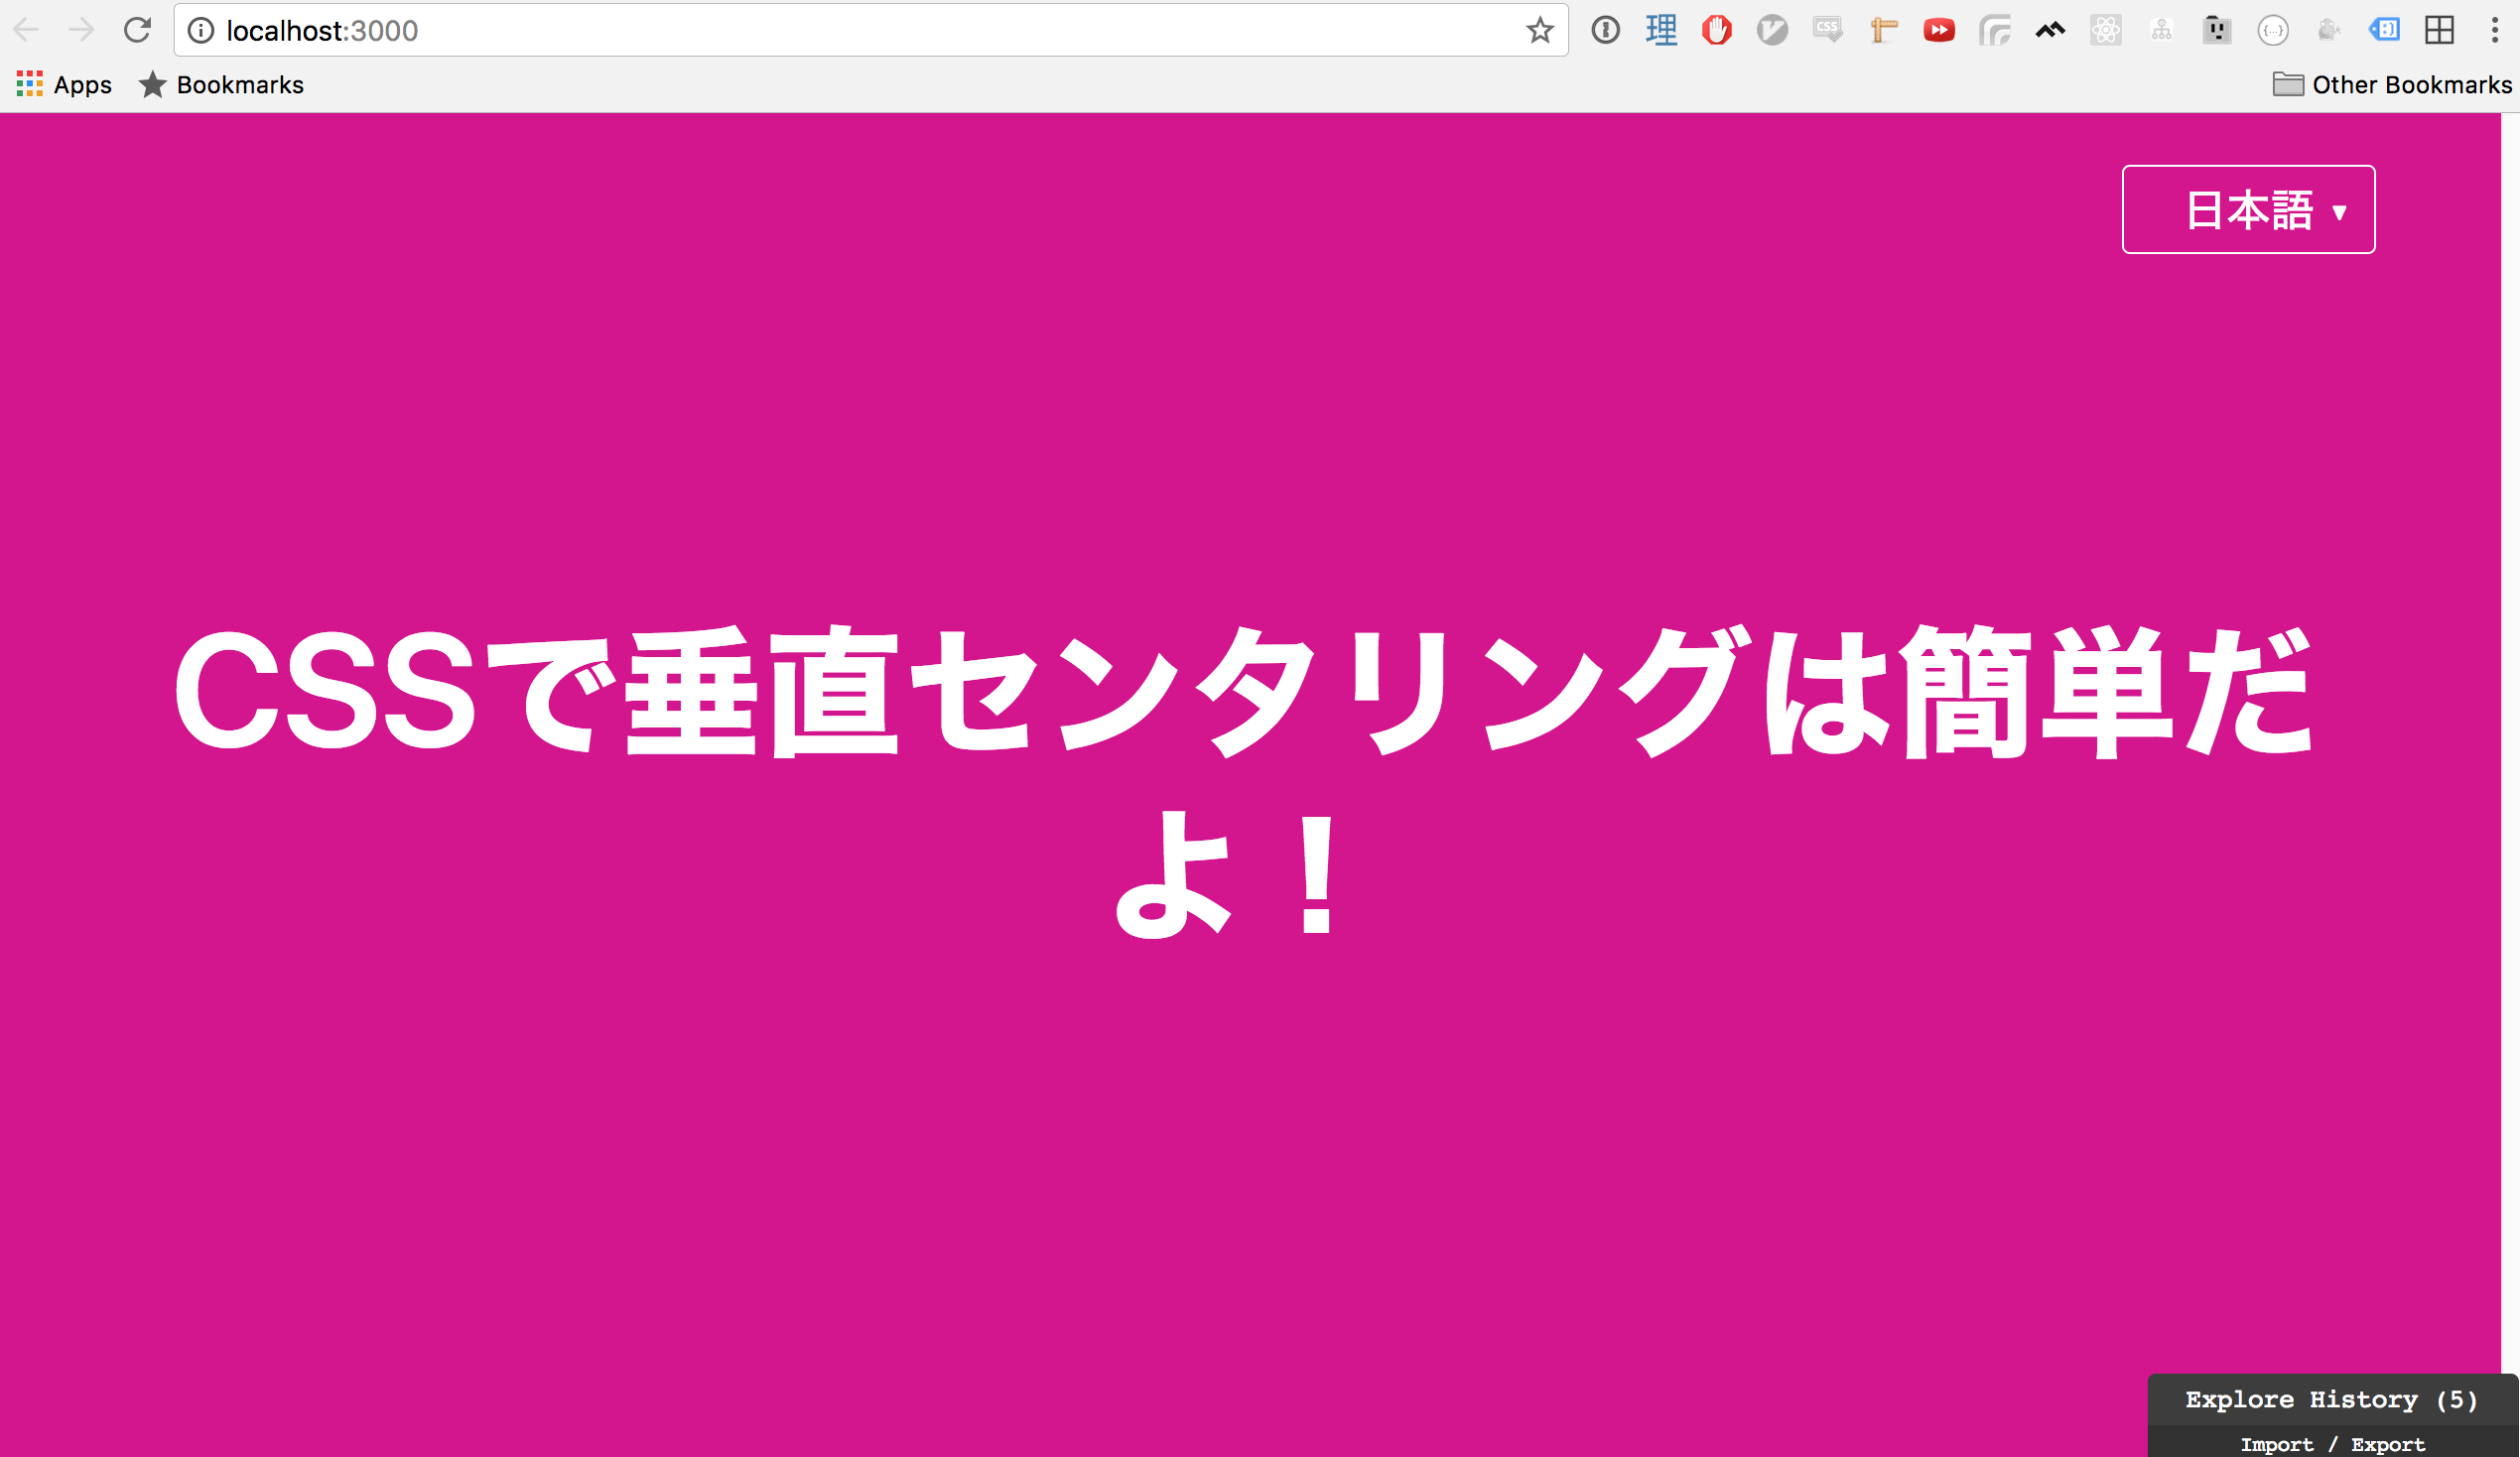 localhost:3000
理
CSS
Apps
Bookmarks
Other Bookmarks
日本語 ▾
CSSで垂直センタリングは簡単だ
よ！
Explore History (5)
Import / Export